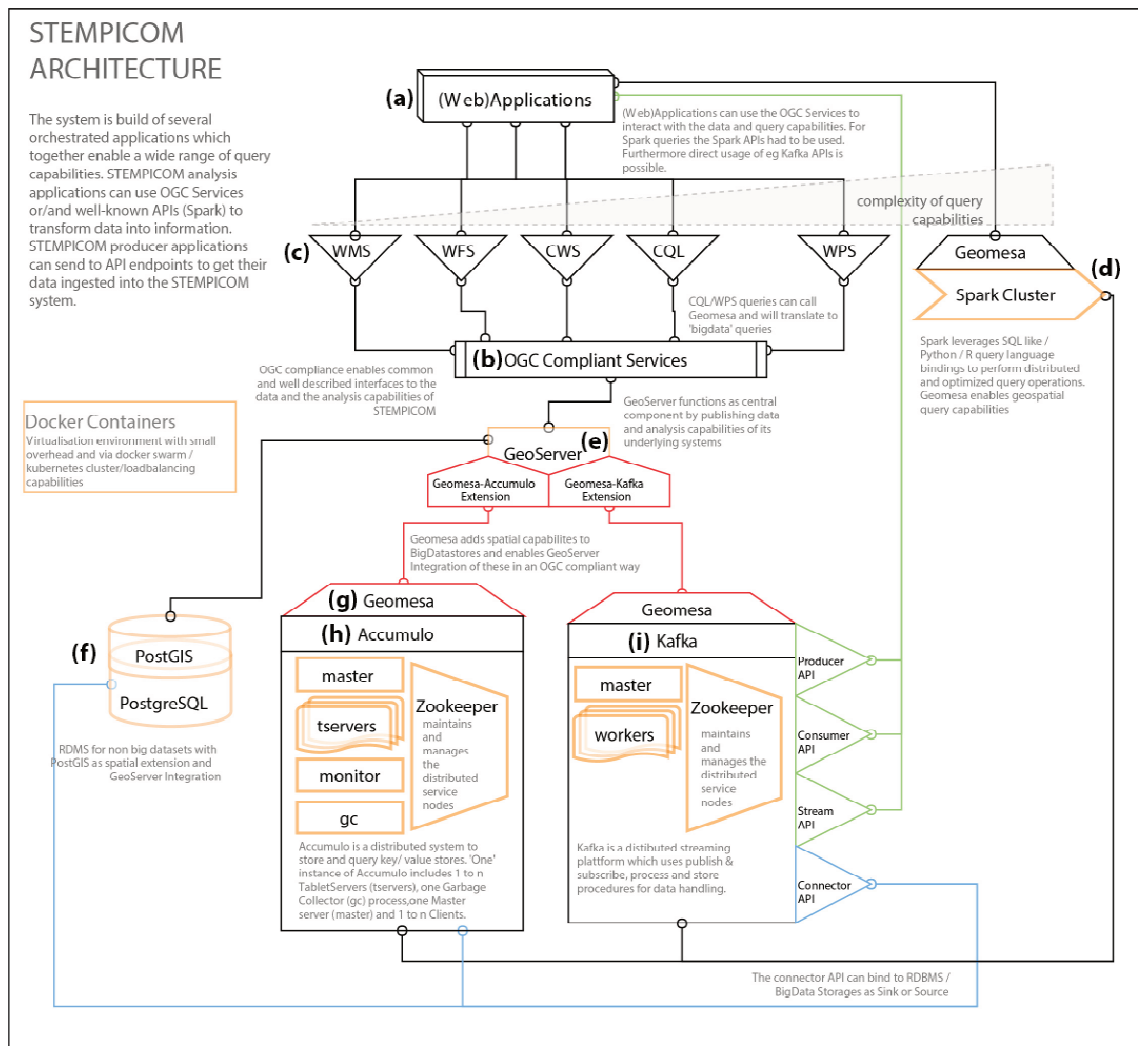 STEMPICOM
ARCHITECTURE
The system is build of several
orchestrated applications which
together enable a wide range of query
capabilities. STEMPICOM analysis
applications can use OGC Services
or/and well-known APIs (Spark) to
transform data into information.
STEMPICOM producer applications
can send to API endpoints to get their
data ingested into the STEMPICOM
system.
(a)
(Web)Applications
(Web)Applications can use the OGC Services to
interact with the data and query capabilities. For
Spark queries the Spark APIs had to be used.
Furthermore direct usage of eg Kafka APIs is
possible.
complexity of query
capabilities
(c)
WMS
WFS
CWS
CQL
WPS
Geomesa
(d)
Spark Cluster
CQL/WPS queries can call
Geomesa and will translate to
'bigdata' queries
Spark leverages SQL like /
Python / R query language
bindings to perform distributed
and optimized query operations.
Geomesa enables geospatial
query capabilities
(b)
OGC Compliant Services
OGC compliance enables common
and well described interfaces to the
data and the analysis capabilities of
STEMPICOM
GeoServer functions as central
component by publishing data
and analysis capabilities of its
underlying systems
Docker Containers
Virtualisation environment with small
overhead and via docker swarm /
kubernetes cluster/loadbalancing
capabilities
(e)
GeoServer
Geomesa-Accumulo
Extension
Geomesa-Kafka
Extension
Geomesa adds spatial capabilites to
BigDatastores and enables GeoServer
Integration of these in an OGC compliant way
(f)
PostGIS
PostgreSQL
RDMS for non big datasets with
PostGIS as spatial extension and
GeoServer Integration
(g)
Geomesa
(h)
Accumulo
master
tservers
monitor
gc
Zookeeper
maintains and
manages
the
distributed
service
nodes
Accumulo is a distributed system to
store and query key/ value stores. 'One'
instance of Accumulo includes 1 to n
TabletServers (tservers), one Garbage
Collector (gc) process,one Master
server (master) and 1 to n Clients.
Geomesa
(i)
Kafka
master
workers
Zookeeper
maintains and
manages the
distributed
service
nodes
Kafka is a distibuted streaming
plattform which uses publish &
subscribe, process and store
procedures for data handling.
Producer
API
Consumer
API
Stream
API
Connector
API
The connector API can bind to RDBMS /
BigData Storages as Sink or Source